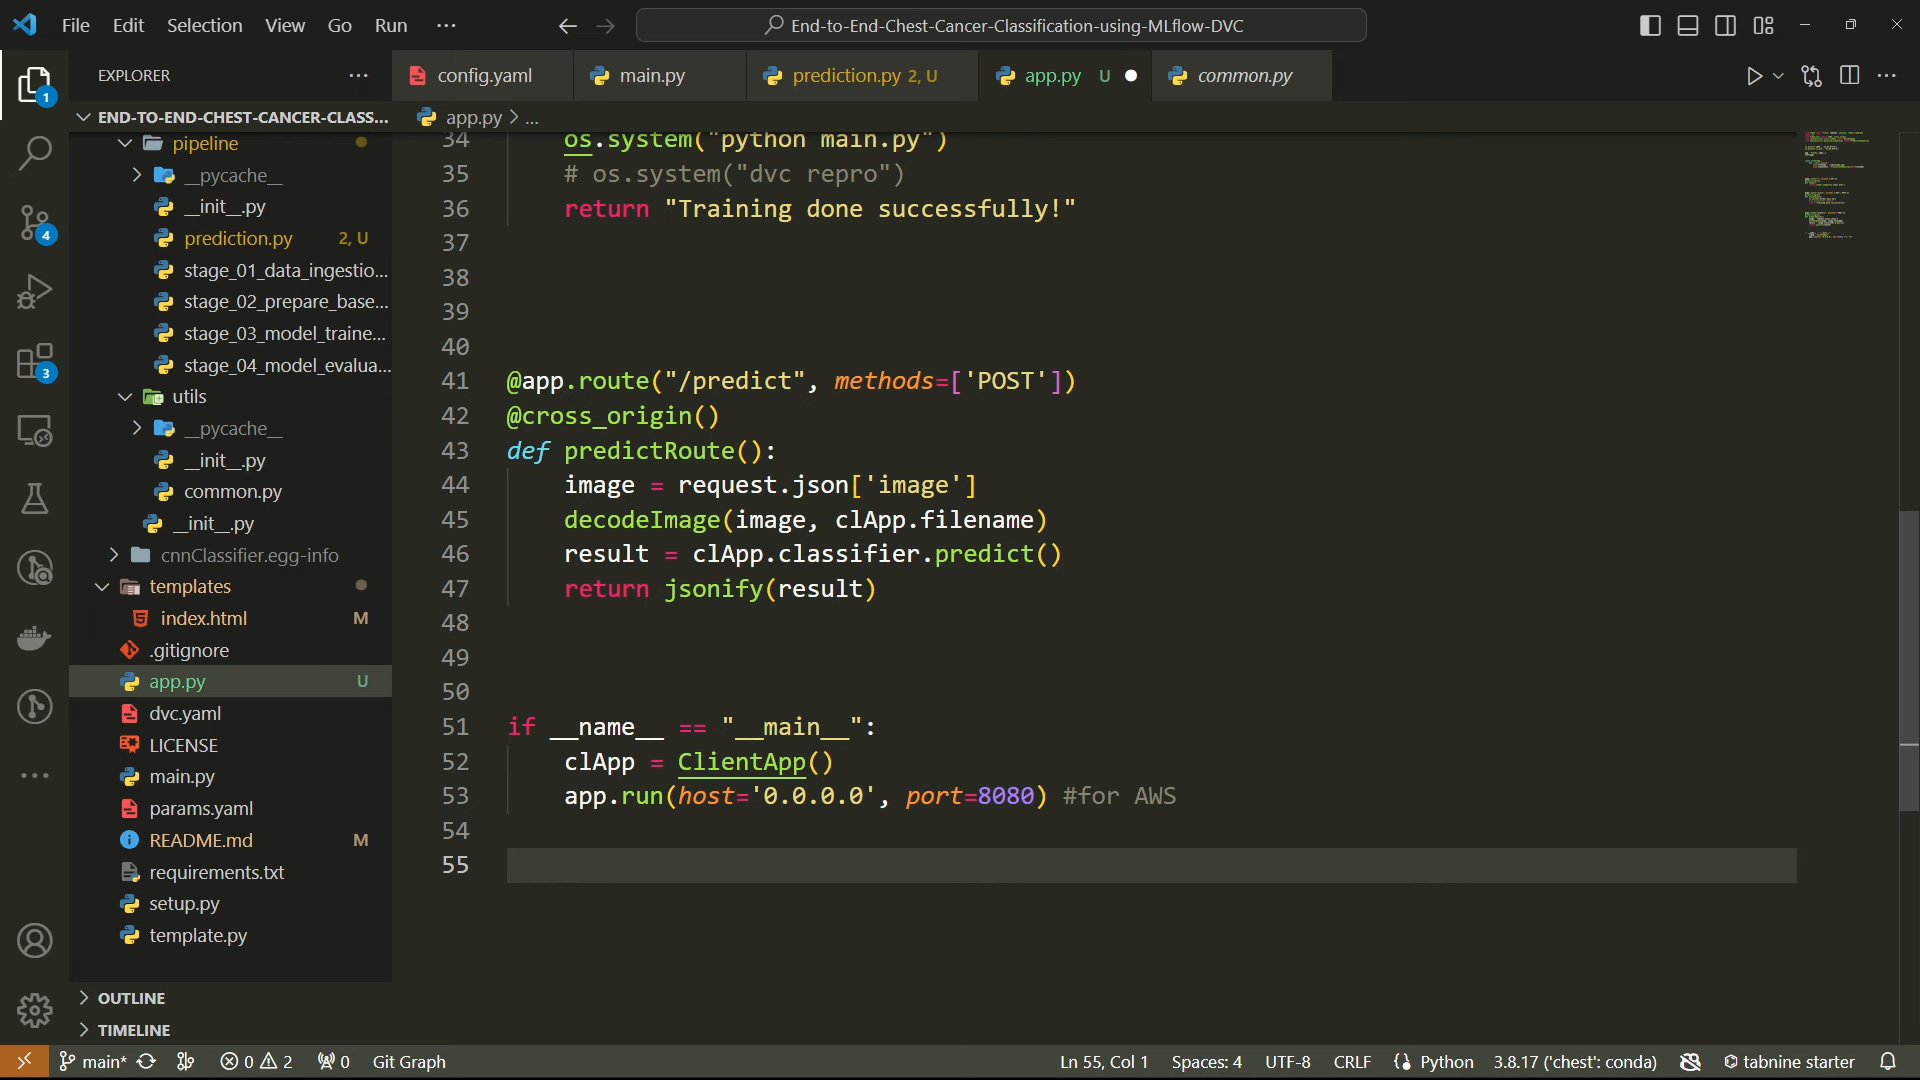 File Edit Selection View Go Run ···
End-to-End-Chest-Cancer-Classification-using-MLflow-DVC
EXPLORER ···
END-TO-END-CHEST-CANCER-CLASS...
pipeline
__pycache__
__init__.py
prediction.py 2, U
stage_01_data_ingestio...
stage_02_prepare_base...
stage_03_model_traine...
stage_04_model_evalua...
utils
__pycache__
__init__.py
common.py
__init__.py
cnnClassifier.egg-info
templates
index.html M
.gitignore
app.py U
dvc.yaml
LICENSE
main.py
params.yaml
README.md M
requirements.txt
setup.py
template.py
OUTLINE
TIMELINE
1
4
3
config.yaml main.py prediction.py 2, U app.py U common.py
app.py > ...
34 os.system("python main.py")
35 # os.system("dvc repro")
36 return "Training done successfully!"
37
38
39
40
41 @app.route("/predict", methods=['POST'])
42 @cross_origin()
43 def predictRoute():
44 image = request.json['image']
45 decodeImage(image, clApp.filename)
46 result = clApp.classifier.predict()
47 return jsonify(result)
48
49
50
51 if __name__ == "__main__":
52 clApp = ClientApp()
53 app.run(host='0.0.0.0', port=8080) #for AWS
54
55
main* 0 2 0 Git Graph Ln 55, Col 1 Spaces: 4 UTF-8 CRLF Python 3.8.17 ('chest': conda) tabnine starter